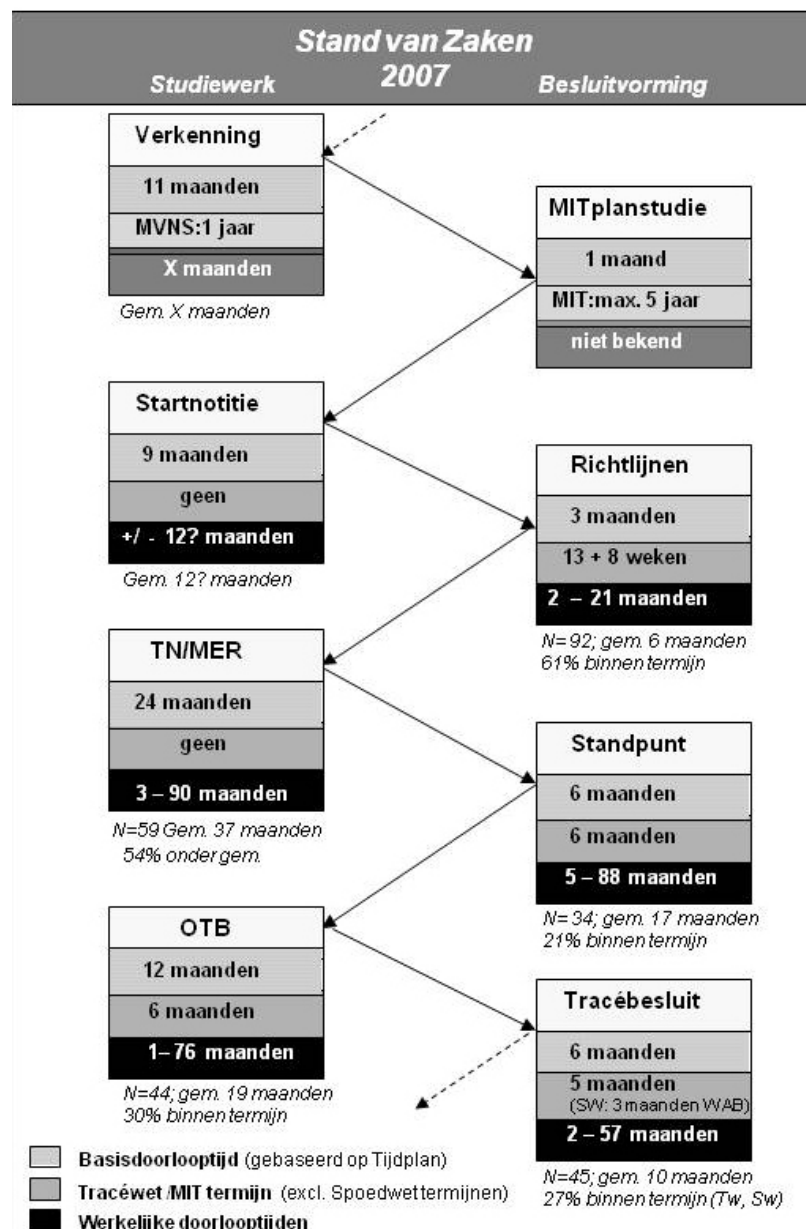 Stand van Zaken
2007
Studiewerk
Besluitvorming
Verkenning
11 maanden
MVNS:1 jaar
X maanden
Gem. X maanden
MITplanstudie
1 maand
MIT:max. 5 jaar
niet bekend
Startnotitie
9 maanden
geen
+/ - 12? maanden
Gem. 12? maanden
Richtlijnen
3 maanden
13 + 8 weken
2 – 21 maanden
N=92; gem. 6 maanden
61% binnen termijn
TN/MER
24 maanden
geen
3 – 90 maanden
N=59 Gem. 37 maanden
54% onder gem.
Standpunt
6 maanden
6 maanden
5 – 88 maanden
N=34; gem. 17 maanden
21% binnen termijn
OTB
12 maanden
6 maanden
1– 76 maanden
N=44; gem. 19 maanden
30% binnen termijn
Tracébesluit
6 maanden
5 maanden
(SW: 3 maanden WAB)
2 – 57 maanden
N=45; gem. 10 maanden
27% binnen termijn (Tw, Sw)
Basisdoorlooptijd (gebaseerd op Tijdplan)
Tracéwet /MIT termijn (excl. Spoedwettermijnen)
Werkelijke doorlooptijden